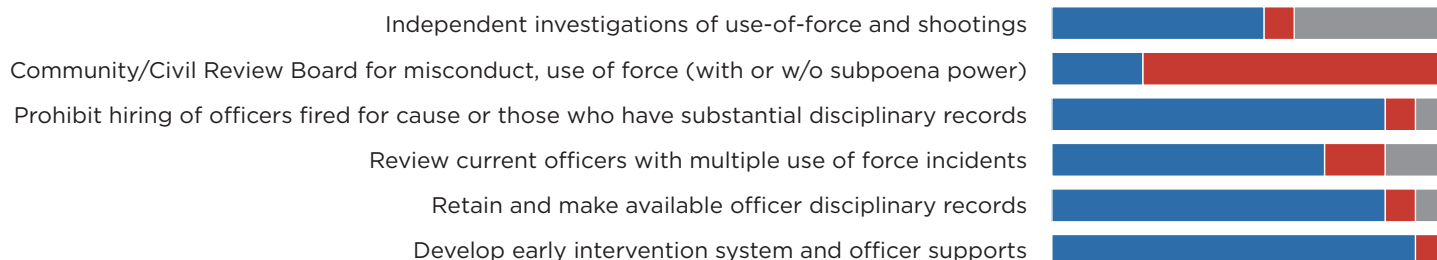 Independent investigations of use-of-force and shootings
Community/Civil Review Board for misconduct, use of force (with or w/o subpoena power)
Prohibit hiring of officers fired for cause or those who have substantial disciplinary records
Review current officers with multiple use of force incidents
Retain and make available officer disciplinary records
Develop early intervention system and officer supports